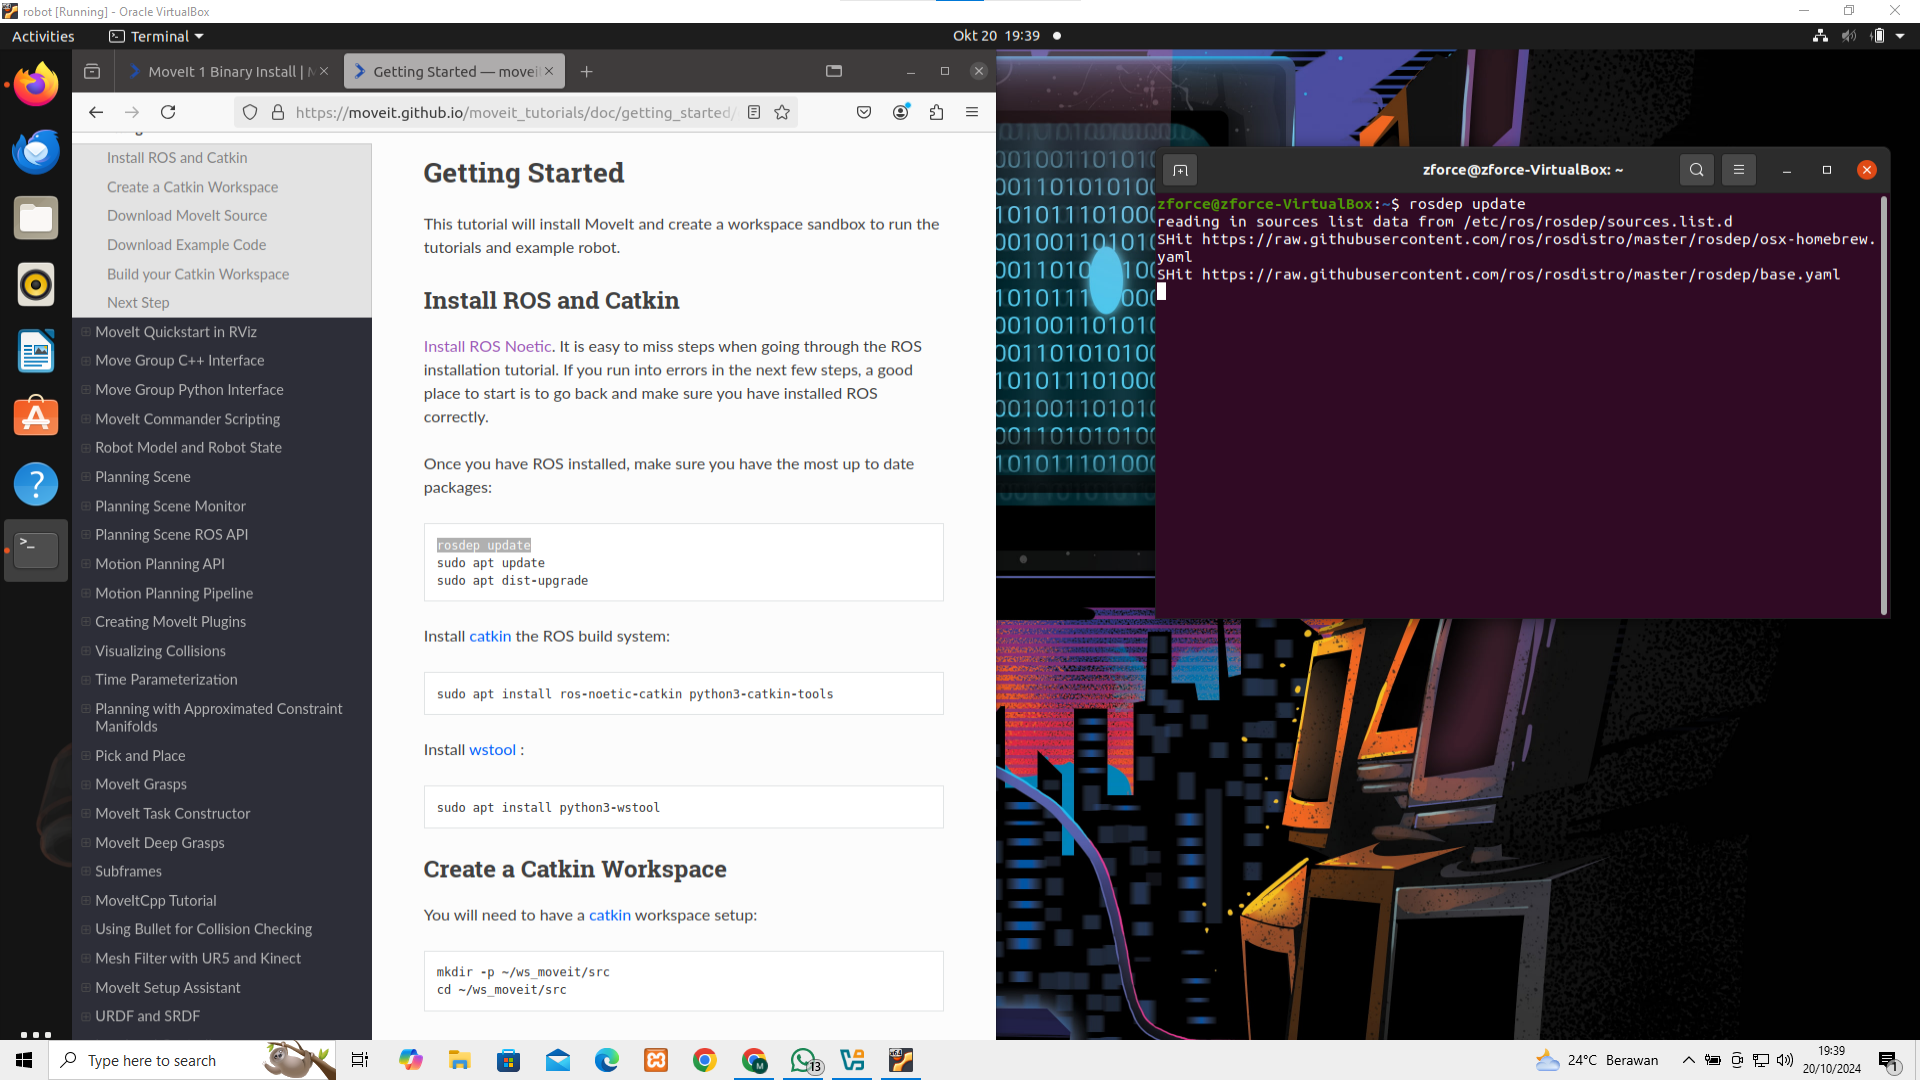 robot [Running] - Oracle VirtualBox
Activities
Terminal
Okt 20 19:39
MoveIt 1 Binary Install |
Getting Started — movei
https://moveit.github.io/moveit_tutorials/doc/getting_started/
Install ROS and Catkin
Create a Catkin Workspace
Download MoveIt Source
Download Example Code
Build your Catkin Workspace
Next Step
MoveIt Quickstart in RViz
Move Group C++ Interface
Move Group Python Interface
MoveIt Commander Scripting
Robot Model and Robot State
Planning Scene
Planning Scene Monitor
Planning Scene ROS API
Motion Planning API
Motion Planning Pipeline
Creating MoveIt Plugins
Visualizing Collisions
Time Parameterization
Planning with Approximated Constraint
Manifolds
Pick and Place
MoveIt Grasps
MoveIt Task Constructor
MoveIt Deep Grasps
Subframes
MoveItCpp Tutorial
Using Bullet for Collision Checking
Mesh Filter with UR5 and Kinect
MoveIt Setup Assistant
URDF and SRDF
Getting Started
This tutorial will install MoveIt and create a workspace sandbox to run the
tutorials and example robot.
Install ROS and Catkin
Install ROS Noetic. It is easy to miss steps when going through the ROS
installation tutorial. If you run into errors in the next few steps, a good
place to start is to go back and make sure you have installed ROS
correctly.
Once you have ROS installed, make sure you have the most up to date
packages:
rosdep update
sudo apt update
sudo apt dist-upgrade
Install catkin the ROS build system:
sudo apt install ros-noetic-catkin python3-catkin-tools
Install wstool :
sudo apt install python3-wstool
Create a Catkin Workspace
You will need to have a catkin workspace setup:
mkdir -p ~/ws_moveit/src
cd ~/ws_moveit/src
zforce@zforce-VirtualBox: ~
zforce@zforce-VirtualBox:~$ rosdep update
reading in sources list data from /etc/ros/rosdep/sources.list.d
SHit https://raw.githubusercontent.com/ros/rosdistro/master/rosdep/osx-homebrew.
yaml
SHit https://raw.githubusercontent.com/ros/rosdistro/master/rosdep/base.yaml
Type here to search
13
24°C Berawan
19:39
20/10/2024
1